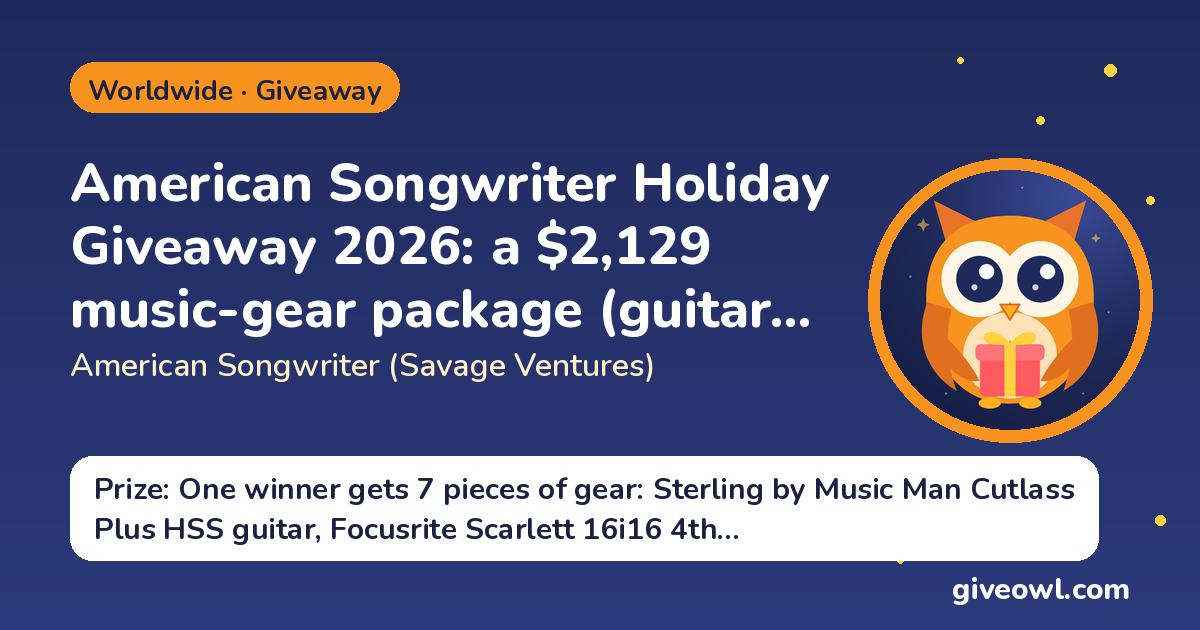 Worldwide · Giveaway
American Songwriter Holiday
Giveaway 2026: a $2,129
music-gear package (guitar...
American Songwriter (Savage Ventures)
Prize: One winner gets 7 pieces of gear: Sterling by Music Man Cutlass
Plus HSS guitar, Focusrite Scarlett 16i16 4th...
giveowl.com